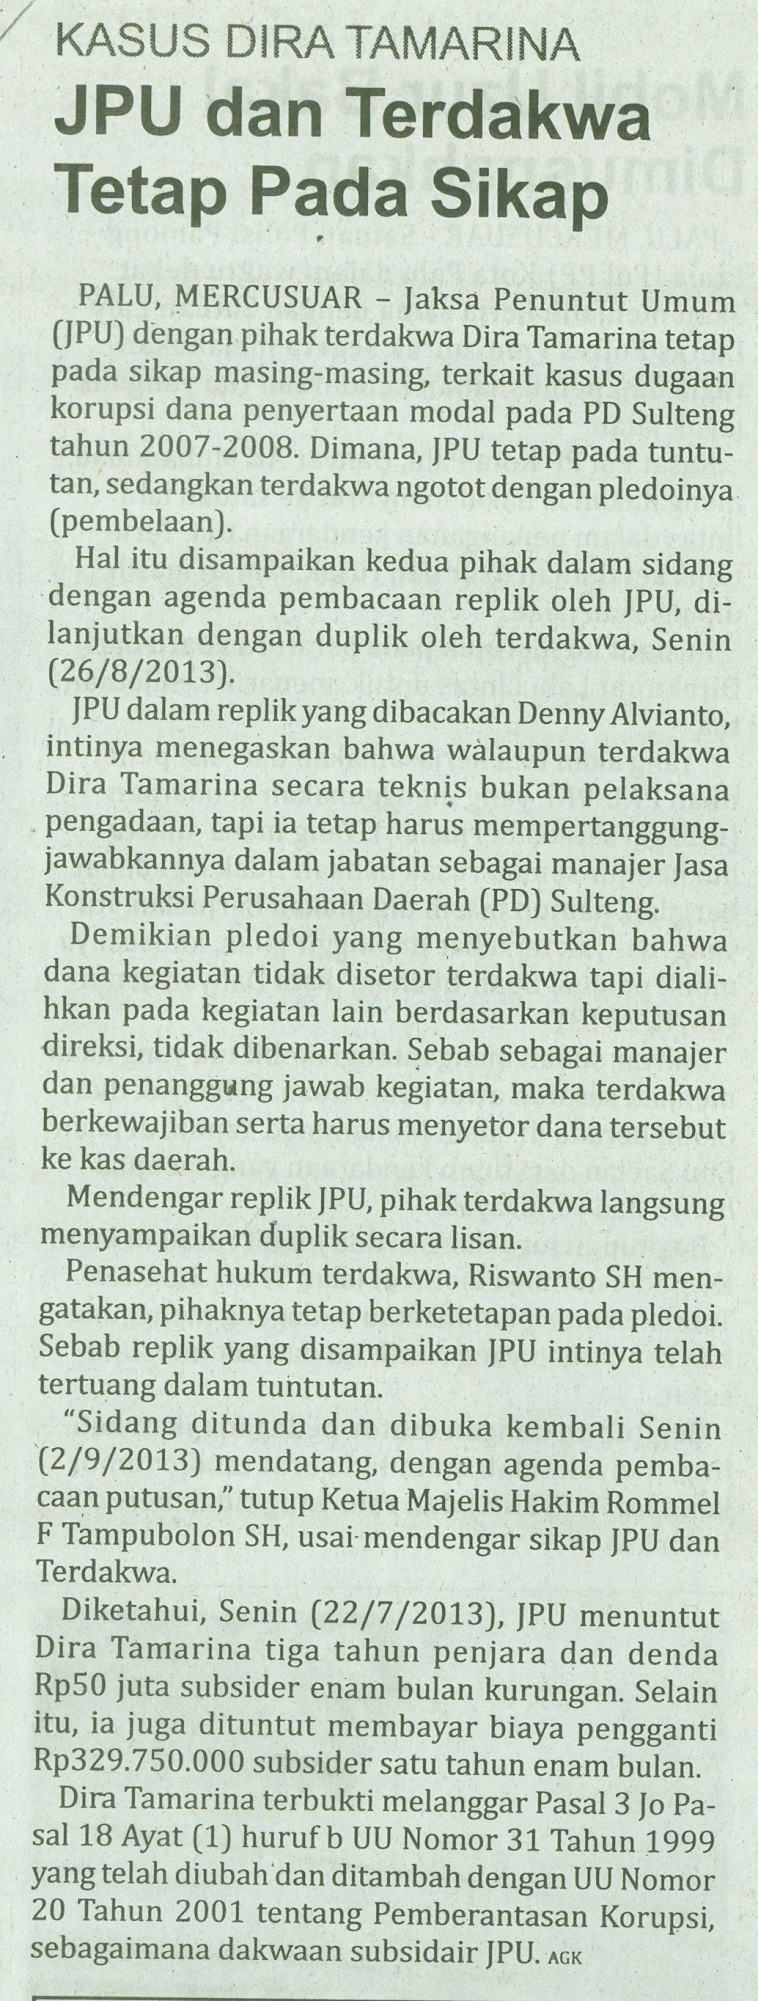 KASUS DIRA TAMARINA
JPU dan Terdakwa
Tetap Pada Sikap
PALU, MERCUSUAR – Jaksa Penuntut Umum
(JPU) dengan pihak terdakwa Dira Tamarina tetap
pada sikap masing-masing, terkait kasus dugaan
korupsi dana penyertaan modal pada PD Sulteng
tahun 2007-2008. Dimana, JPU tetap pada tuntu-
tan, sedangkan terdakwa ngotot dengan pledoinya
(pembelaan).
Hal itu disampaikan kedua pihak dalam sidang
dengan agenda pembacaan replik oleh JPU, di-
lanjutkan dengan duplik oleh terdakwa, Senin
(26/8/2013).
JPU dalam replik yang dibacakan Denny Alvianto,
intinya menegaskan bahwa walaupun terdakwa
Dira Tamarina secara teknis bukan pelaksana
pengadaan, tapi ia tetap harus mempertanggung-
jawabkannya dalam jabatan sebagai manajer Jasa
Konstruksi Perusahaan Daerah (PD) Sulteng.
Demikian pledoi yang menyebutkan bahwa
dana kegiatan tidak disetor terdakwa tapi diali-
hkan pada kegiatan lain berdasarkan keputusan
direksi, tidak dibenarkan. Sebab sebagai manajer
dan penanggung jawab kegiatan, maka terdakwa
berkewajiban serta harus menyetor dana tersebut
ke kas daerah.
Mendengar replik JPU, pihak terdakwa langsung
menyampaikan duplik secara lisan.
Penasehat hukum terdakwa, Riswanto SH men-
gatakan, pihaknya tetap berketetapan pada pledoi.
Sebab replik yang disampaikan JPU intinya telah
tertuang dalam tuntutan.
“Sidang ditunda dan dibuka kembali Senin
(2/9/2013) mendatang, dengan agenda pemba-
caan putusan,” tutup Ketua Majelis Hakim Rommel
F Tampubolon SH, usai mendengar sikap JPU dan
Terdakwa.
Diketahui, Senin (22/7/2013), JPU menuntut
Dira Tamarina tiga tahun penjara dan denda
Rp50 juta subsider enam bulan kurungan. Selain
itu, ia juga dituntut membayar biaya pengganti
Rp329.750.000 subsider satu tahun enam bulan.
Dira Tamarina terbukti melanggar Pasal 3 Jo Pa-
sal 18 Ayat (1) huruf b UU Nomor 31 Tahun 1999
yang telah diubah dan ditambah dengan UU Nomor
20 Tahun 2001 tentang Pemberantasan Korupsi,
sebagaimana dakwaan subsidair JPU. AGK